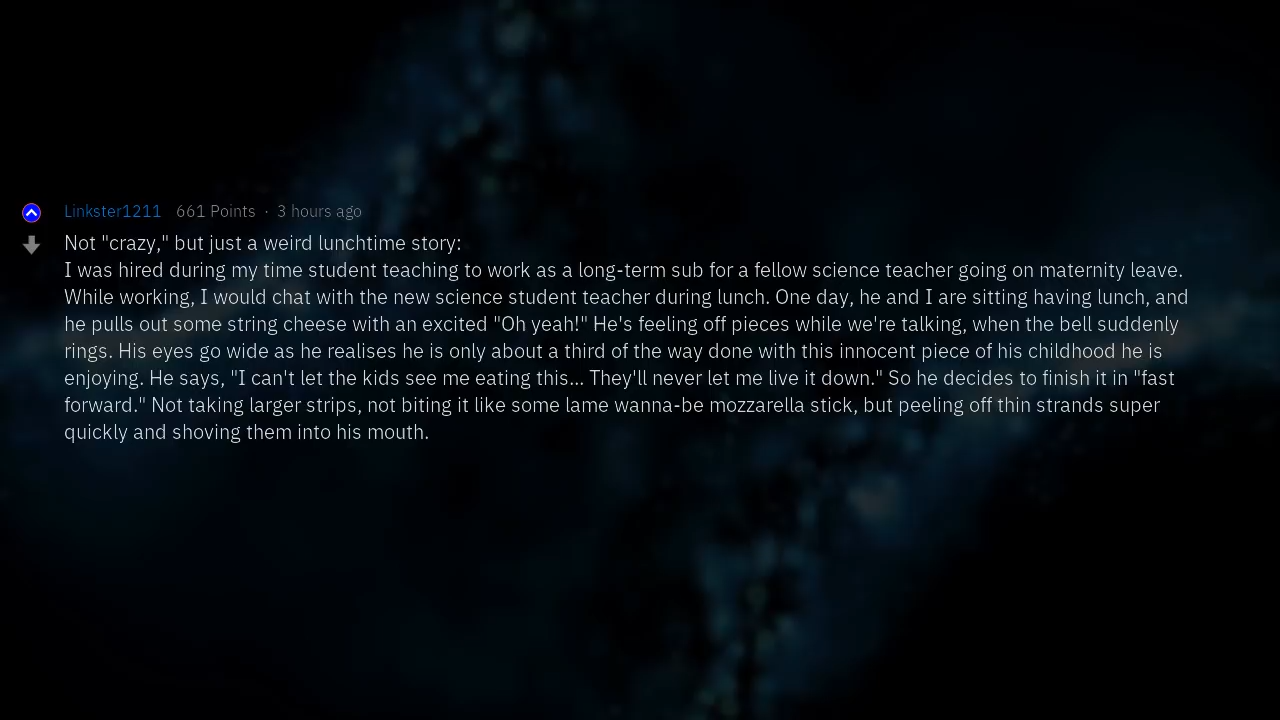 Linkster1211 661 Points · 3 hours ago
Not "crazy," but just a weird lunchtime story:
I was hired during my time student teaching to work as a long-term sub for a fellow science teacher going on maternity leave.
While working, I would chat with the new science student teacher during lunch. One day, he and I are sitting having lunch, and
he pulls out some string cheese with an excited "Oh yeah!" He's feeling off pieces while we're talking, when the bell suddenly
rings. His eyes go wide as he realises he is only about a third of the way done with this innocent piece of his childhood he is
enjoying. He says, "I can't let the kids see me eating this... They'll never let me live it down." So he decides to finish it in "fast
forward." Not taking larger strips, not biting it like some lame wanna-be mozzarella stick, but peeling off thin strands super
quickly and shoving them into his mouth.